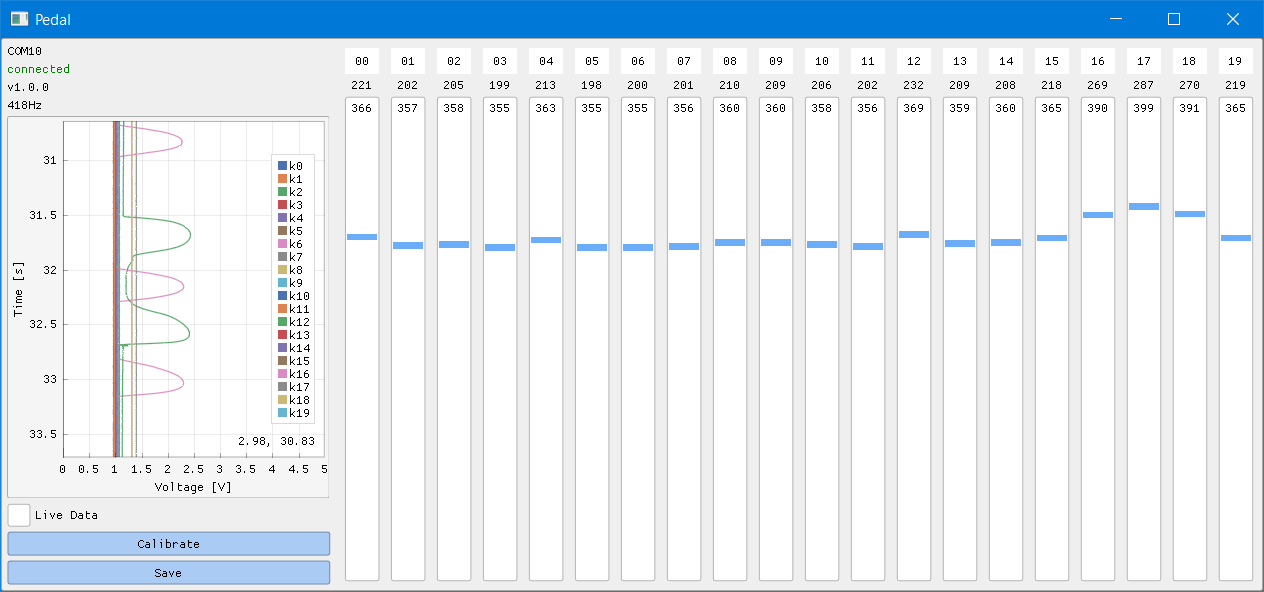 Pedal
COM10
connected
v1.0.0
418Hz
31
31.5
32
32.5
33
33.5
Time [s]
k0
k1
k2
k3
k4
k5
k6
k7
k8
k9
k10
k11
k12
k13
k14
k15
k16
k17
k18
k19
2.98, 30.83
0 0.5 1 1.5 2 2.5 3 3.5 4 4.5 5
Voltage [V]
Live Data
Calibrate
Save
00 01 02 03 04 05 06 07 08 09 10 11 12 13 14 15 16 17 18 19
221 202 205 199 213 198 200 201 210 209 206 202 232 209 208 218 269 287 270 219
366 357 358 355 363 355 355 356 360 360 358 356 369 359 360 365 390 399 391 365